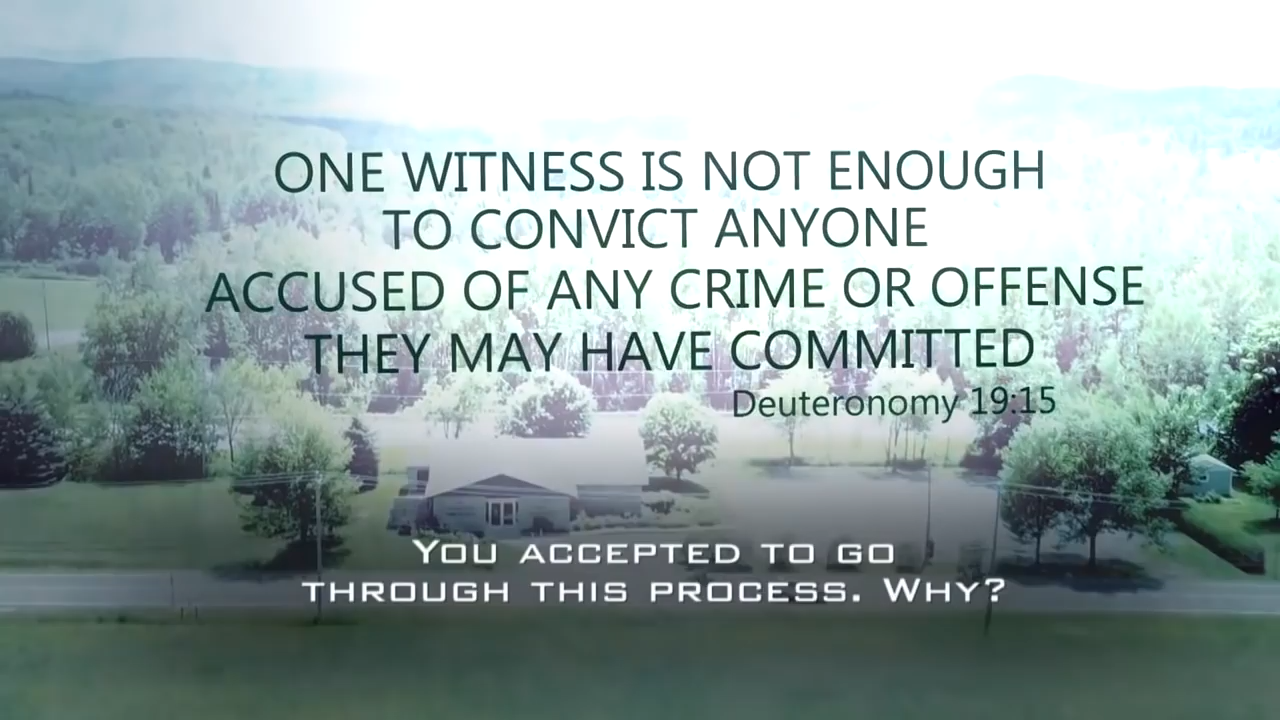 ONE WITNESS IS NOT ENOUGH
TO CONVICT ANYONE
ACCUSED OF ANY CRIME OR OFFENSE
THEY MAY HAVE COMMITTED
Deuteronomy 19:15
YOU ACCEPTED TO GO
THROUGH THIS PROCESS. WHY?